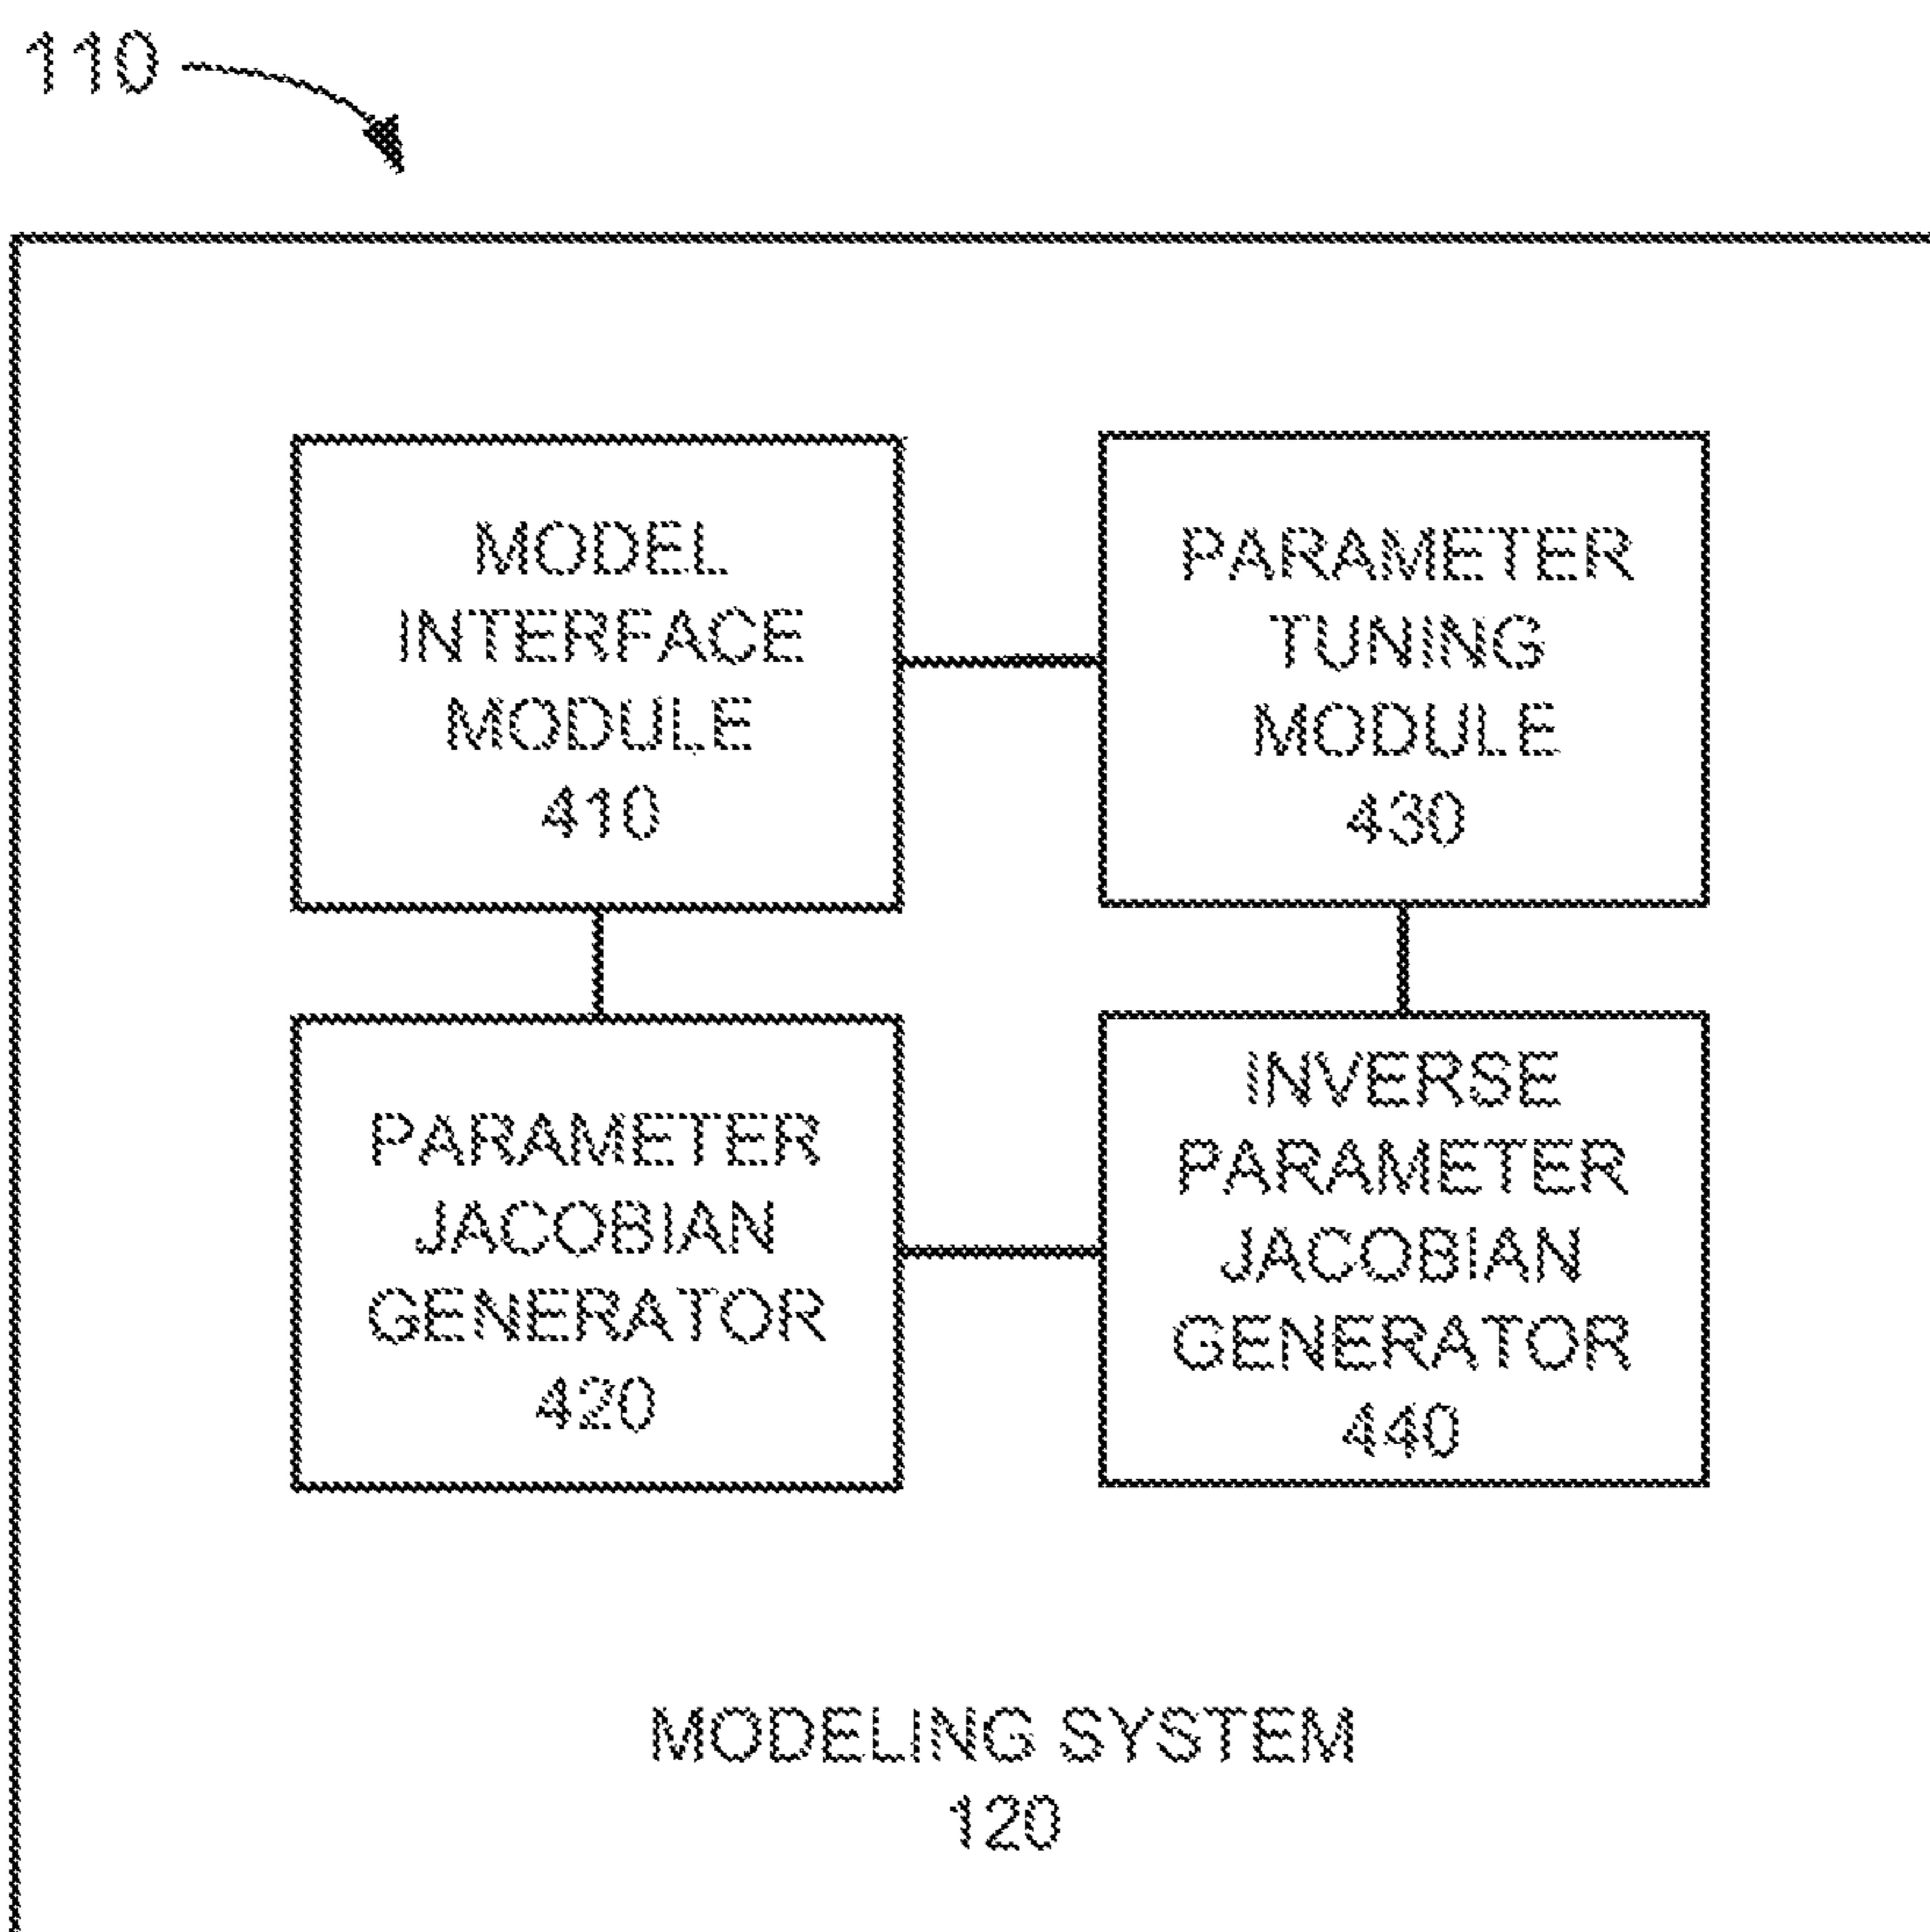 110
MODEL
INTERFACE
MODULE
410
PARAMETER
TUNING
MODULE
430
PARAMETER
JACOBIAN
GENERATOR
420
INVERSE
PARAMETER
JACOBIAN
GENERATOR
440
MODELING SYSTEM
120